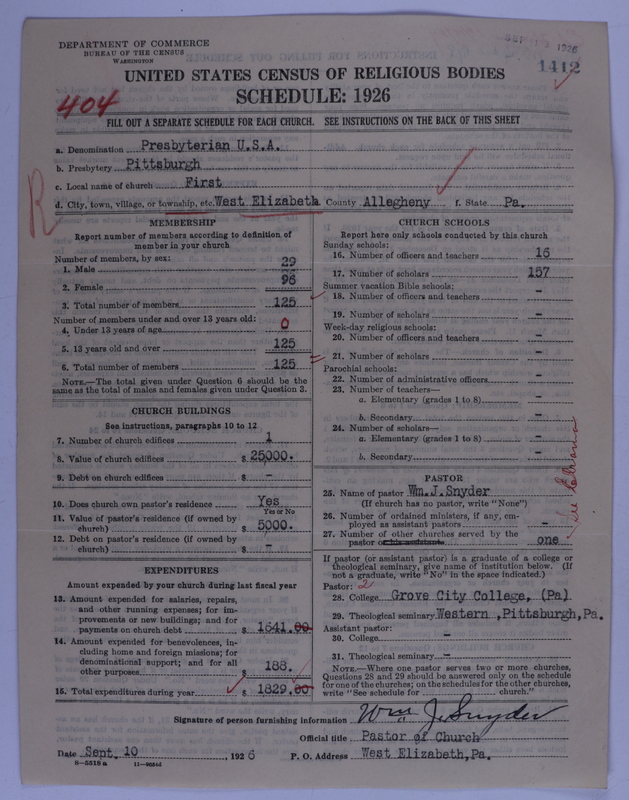 DEPARTMENT OF COMMERCE
BUREAU OF THE CENSUS
WASHINGTON
1926
1412
UNITED STATES CENSUS OF RELIGIOUS BODIES
SCHEDULE: 1926
404
FILL OUT A SEPARATE SCHEDULE FOR EACH CHURCH. SEE INSTRUCTIONS ON THE BACK OF THIS SHEET
a. Denomination Presbyterian U.S.A.
b. Presbytery Pittsburgh
c. Local name of church First
d. City, town, village, or township, etc. West Elizabeth County Allegheny f. State Pa.
R
MEMBERSHIP
Report number of members according to definition of member in your church
Number of members, by sex:
1. Male 29
2. Female 96
3. Total number of members 125
Number of members under and over 13 years old:
4. Under 13 years of age 0
5. 13 years old and over 125
6. Total number of members 125
NOTE.—The total given under Question 6 should be the same as the total of males and females given under Question 3.
CHURCH BUILDINGS
See instructions, paragraphs 10 to 12
7. Number of church edifices 1
8. Value of church edifices $ 25000.
9. Debt on church edifices $ –
10. Does church own pastor's residence Yes
Yes or No
11. Value of pastor's residence (if owned by church) $ 5000.
12. Debt on pastor's residence (if owned by church) $ –
EXPENDITURES
Amount expended by your church during last fiscal year
13. Amount expended for salaries, repairs, and other running expenses; for improvements or new buildings; and for payments on church debt $ 1641.00
14. Amount expended for benevolences, including home and foreign missions; for denominational support; and for all other purposes $ 188.
15. Total expenditures during year $ 1829.00
CHURCH SCHOOLS
Report here only schools conducted by this church
Sunday schools:
16. Number of officers and teachers 16
17. Number of scholars 157
Summer vacation Bible schools:
18. Number of officers and teachers –
19. Number of scholars –
Week-day religious schools:
20. Number of officers and teachers –
21. Number of scholars –
Parochial schools:
22. Number of administrative officers –
23. Number of teachers—
a. Elementary (grades 1 to 8) –
b. Secondary –
24. Number of scholars—
a. Elementary (grades 1 to 8) –
b. Secondary –
PASTOR
25. Name of pastor Wm.J.Snyder
(If church has no pastor, write "None")
26. Number of ordained ministers, if any, employed as assistant pastors –
27. Number of other churches served by the pastor one
If pastor (or assistant pastor) is a graduate of a college or theological seminary, give name of institution below. (If not a graduate, write "No" in the space indicated.)
Pastor: 2
28. College Grove City College, (Pa)
29. Theological seminary Western ,Pittsburgh,Pa.
Assistant pastor:
30. College –
31. Theological seminary –
NOTE.—Where one pastor serves two or more churches, Questions 28 and 29 should be answered only on the schedule for one of the churches; on the schedules for the other churches, write "See schedule for church."
Signature of person furnishing information Wm J. Snyder
Official title Pastor of Church
Date Sept. 10, 1926 P. O. Address West Elizabeth,Pa.
8—5518 a